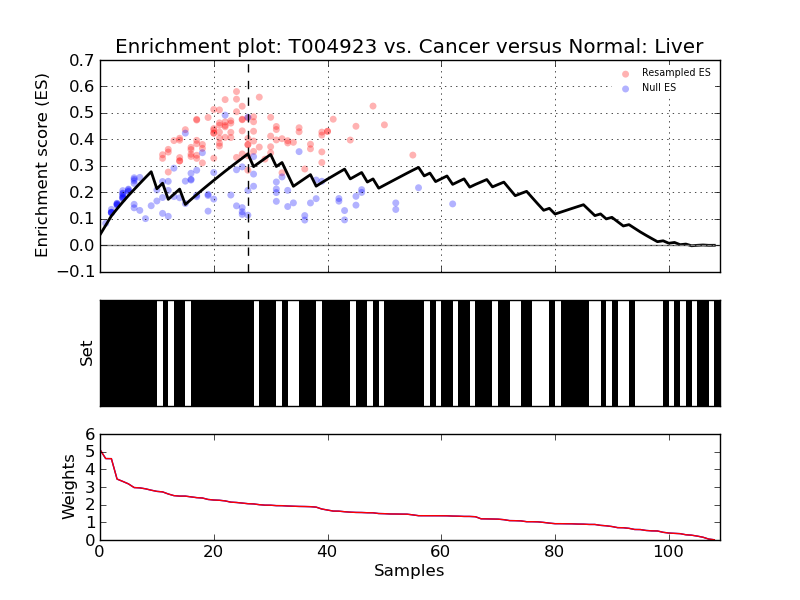 Enrichment plot: T004923 vs. Cancer versus Normal: Liver
0.7
0.6
0.5
0.4
0.3
0.2
0.1
0.0
−0.1
Enrichment score (ES)
Resampled ES
Null ES
Set
6
5
4
3
2
1
0
Weights
0 20 40 60 80 100
Samples